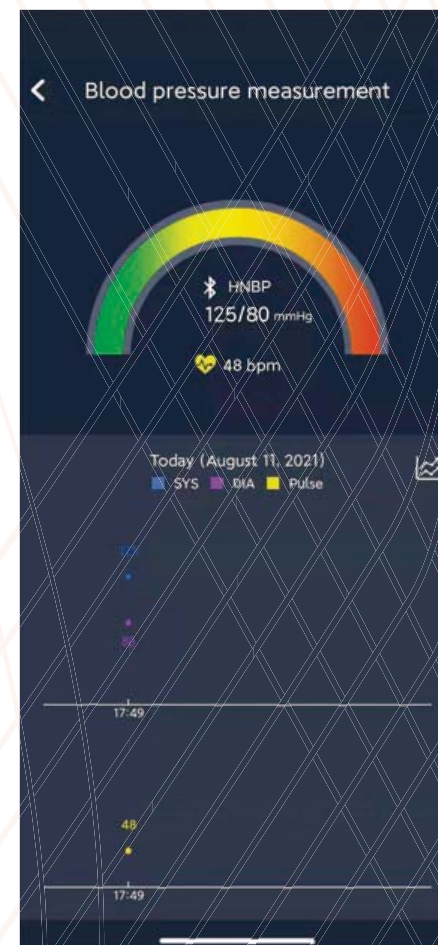 Blood pressure measurement
HNBP
125/80 mmHg
48 bpm
Today (August 11, 2021)
SYS DIA Pulse
17:49
48
17:49